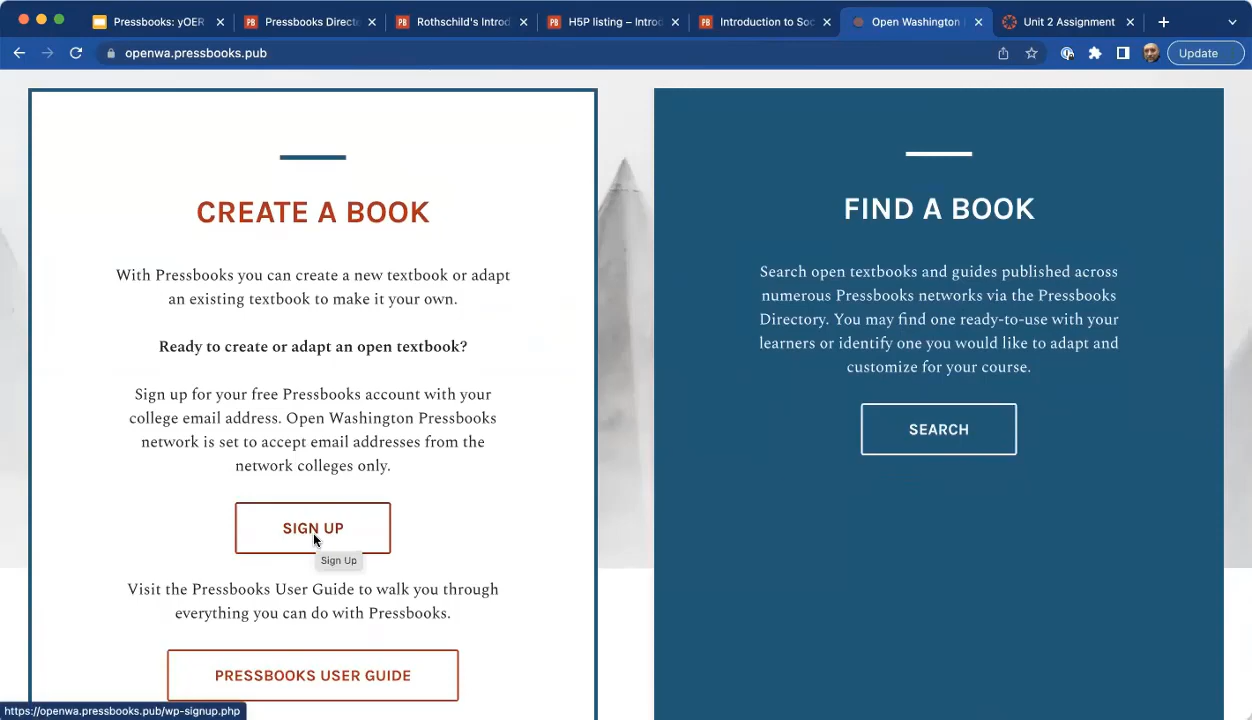 Pressbooks: yOER
Pressbooks Directo
Rothschild's Introd
H5P listing – Introd
Introduction to Soc
Open Washington
Unit 2 Assignment
openwa.pressbooks.pub
Update
CREATE A BOOK
With Pressbooks you can create a new textbook or adapt
an existing textbook to make it your own.
Ready to create or adapt an open textbook?
Sign up for your free Pressbooks account with your
college email address. Open Washington Pressbooks
network is set to accept email addresses from the
network colleges only.
SIGN UP
Sign Up
Visit the Pressbooks User Guide to walk you through
everything you can do with Pressbooks.
PRESSBOOKS USER GUIDE
FIND A BOOK
Search open textbooks and guides published across
numerous Pressbooks networks via the Pressbooks
Directory. You may find one ready-to-use with your
learners or identify one you would like to adapt and
customize for your course.
SEARCH
https://openwa.pressbooks.pub/wp-signup.php